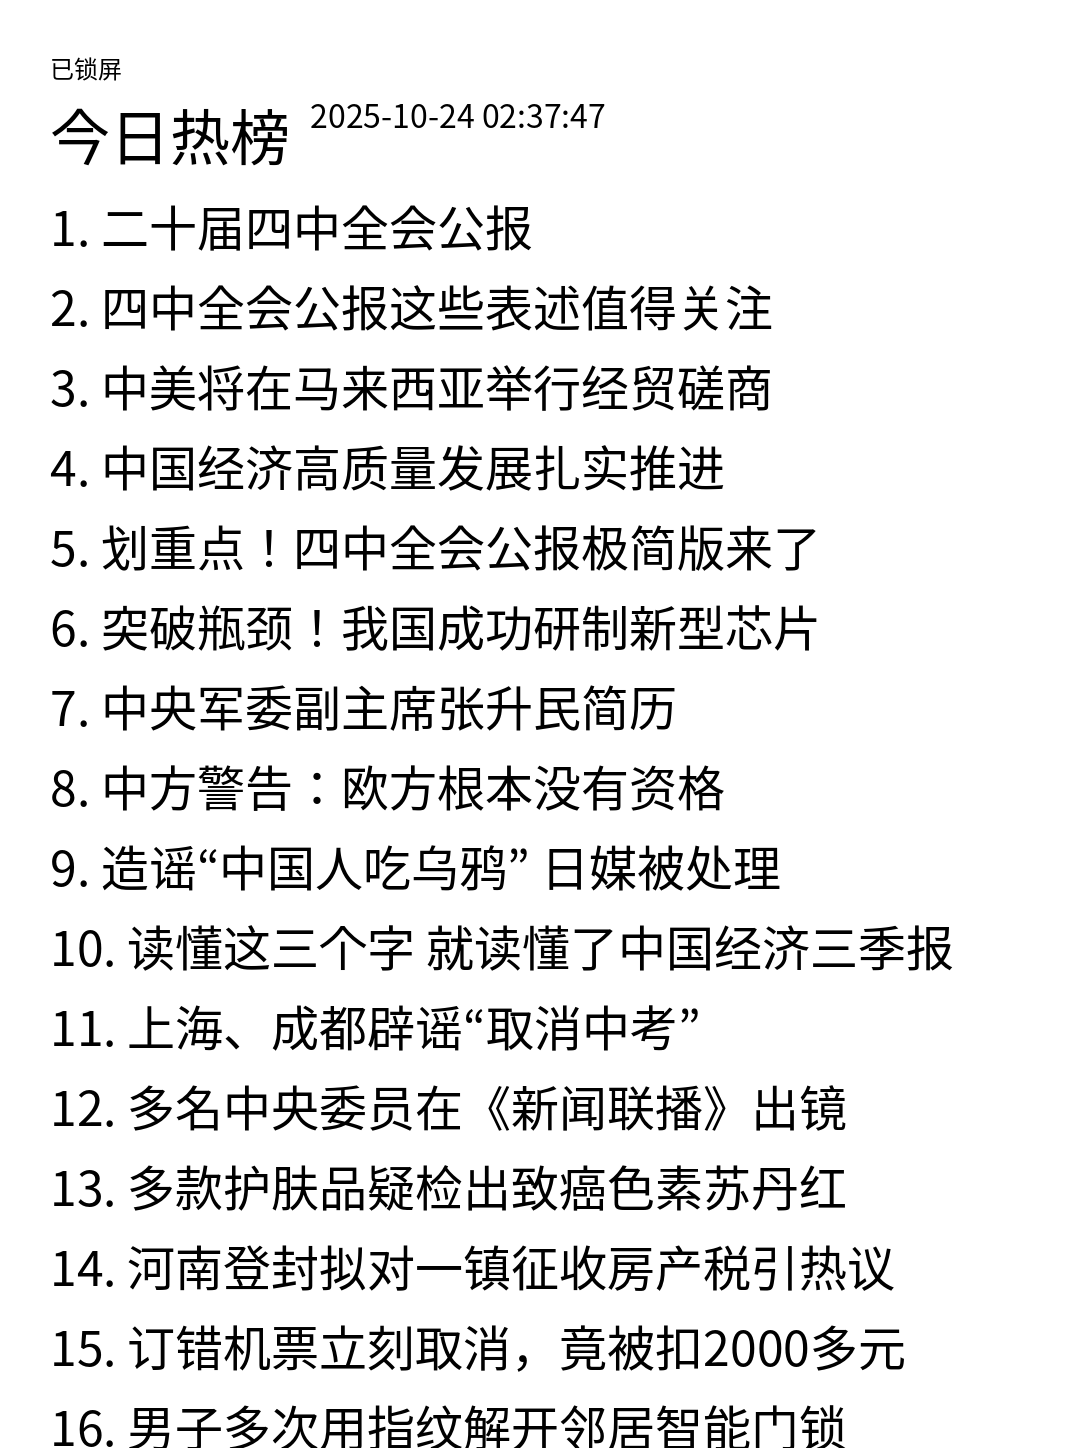 已锁屏
今日热榜 2025-10-24 02:37:47
1. 二十届四中全会公报
2. 四中全会公报这些表述值得关注
3. 中美将在马来西亚举行经贸磋商
4. 中国经济高质量发展扎实推进
5. 划重点！四中全会公报极简版来了
6. 突破瓶颈！我国成功研制新型芯片
7. 中央军委副主席张升民简历
8. 中方警告：欧方根本没有资格
9. 造谣“中国人吃乌鸦” 日媒被处理
10. 读懂这三个字 就读懂了中国经济三季报
11. 上海、成都辟谣“取消中考”
12. 多名中央委员在《新闻联播》出镜
13. 多款护肤品疑检出致癌色素苏丹红
14. 河南登封拟对一镇征收房产税引热议
15. 订错机票立刻取消，竟被扣2000多元
16. 男子多次用指纹解开邻居智能门锁